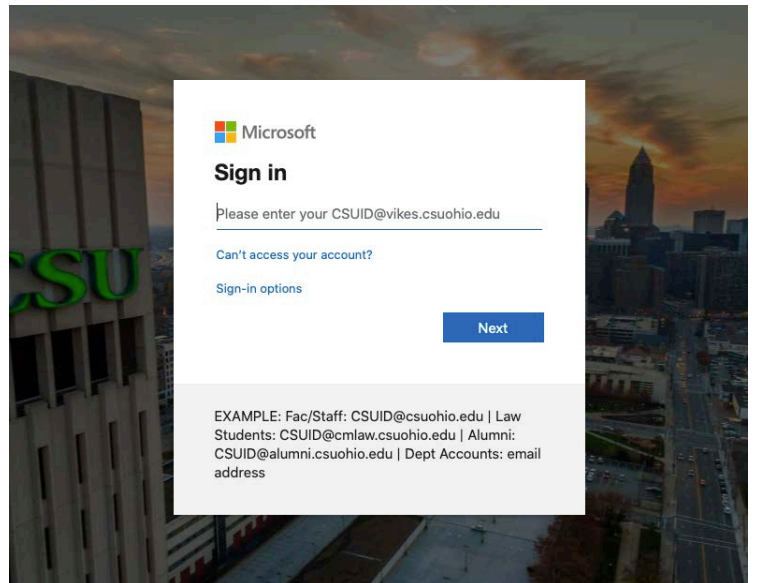 CSU
Microsoft
Sign in
Please enter your CSUID@vikes.csuohio.edu
Can't access your account?
Sign-in options
Next
EXAMPLE: Fac/Staff: CSUID@csuohio.edu | Law
Students: CSUID@cmlaw.csuohio.edu | Alumni:
CSUID@alumni.csuohio.edu | Dept Accounts: email
address